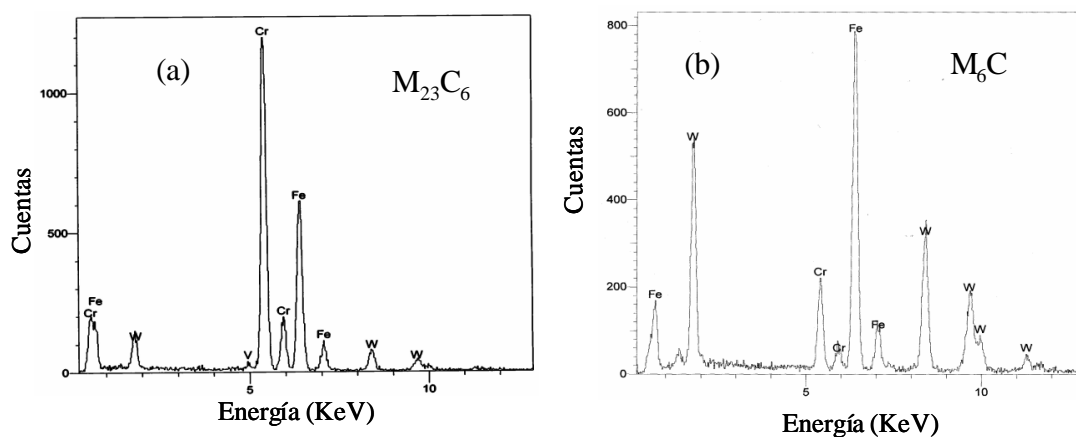 (a)
M23C6
Cuentas
1000
500
0
Cr
Fe
Cr
W
V
Cr
Cr
Fe
Fe
W
W
5
10
Energía (KeV)
(b)
M6C
Cuentas
800
600
400
200
0
Fe
W
Cr
Cr
Fe
Fe
W
W
W
W
5
10
Energía (KeV)